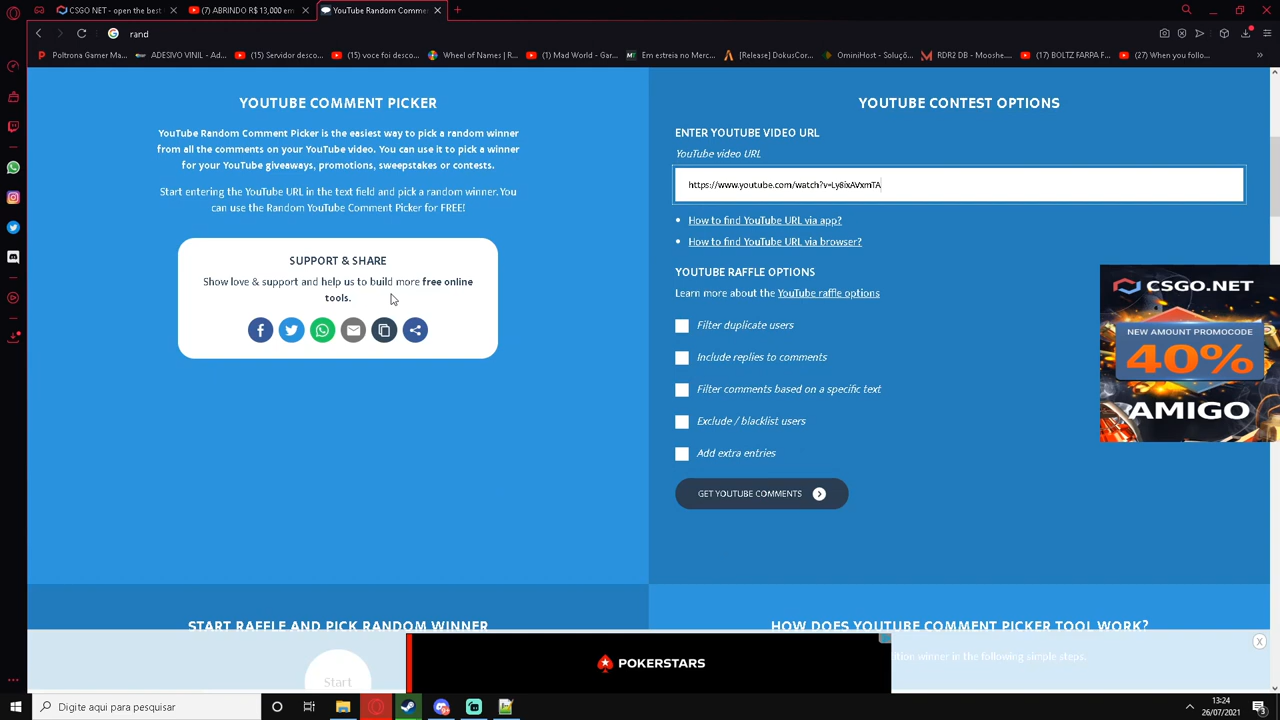 CSGO.NET - open the best
(7) ABRINDO R$ 13,000 em
YouTube Random Comme
rand
Poltrona Gamer Ma...
ADESIVO VINIL - Ad...
(15) Servidor desco...
(15) voce foi desco...
Wheel of Names | R...
(1) Mad World - Gar...
Em estreia no Merc...
[Release] DokusCor...
OminiHost - Soluçõ...
RDR2 DB - Mooshe...
(17) BOLTZ FARPA F...
(27) When you follo...
YOUTUBE COMMENT PICKER
YouTube Random Comment Picker is the easiest way to pick a random winner
from all the comments on your YouTube video. You can use it to pick a winner
for your YouTube giveaways, promotions, sweepstakes or contests.
Start entering the YouTube URL in the text field and pick a random winner. You
can use the Random YouTube Comment Picker for FREE!
SUPPORT & SHARE
Show love & support and help us to build more free online
tools.
YOUTUBE CONTEST OPTIONS
ENTER YOUTUBE VIDEO URL
YouTube video URL
https://www.youtube.com/watch?v=Ly8ixAVxmTA
How to find YouTube URL via app?
How to find YouTube URL via browser?
YOUTUBE RAFFLE OPTIONS
Learn more about the YouTube raffle options
Filter duplicate users
Include replies to comments
Filter comments based on a specific text
Exclude / blacklist users
Add extra entries
GET YOUTUBE COMMENTS
CSGO.NET
NEW AMOUNT PROMOCODE
40%
AMIGO
START RAFFLE AND PICK RANDOM WINNER
Start
HOW DOES YOUTUBE COMMENT PICKER TOOL WORK?
ition winner in the following simple steps.
POKERSTARS
X
Digite aqui para pesquisar
13:24
26/07/2021
3